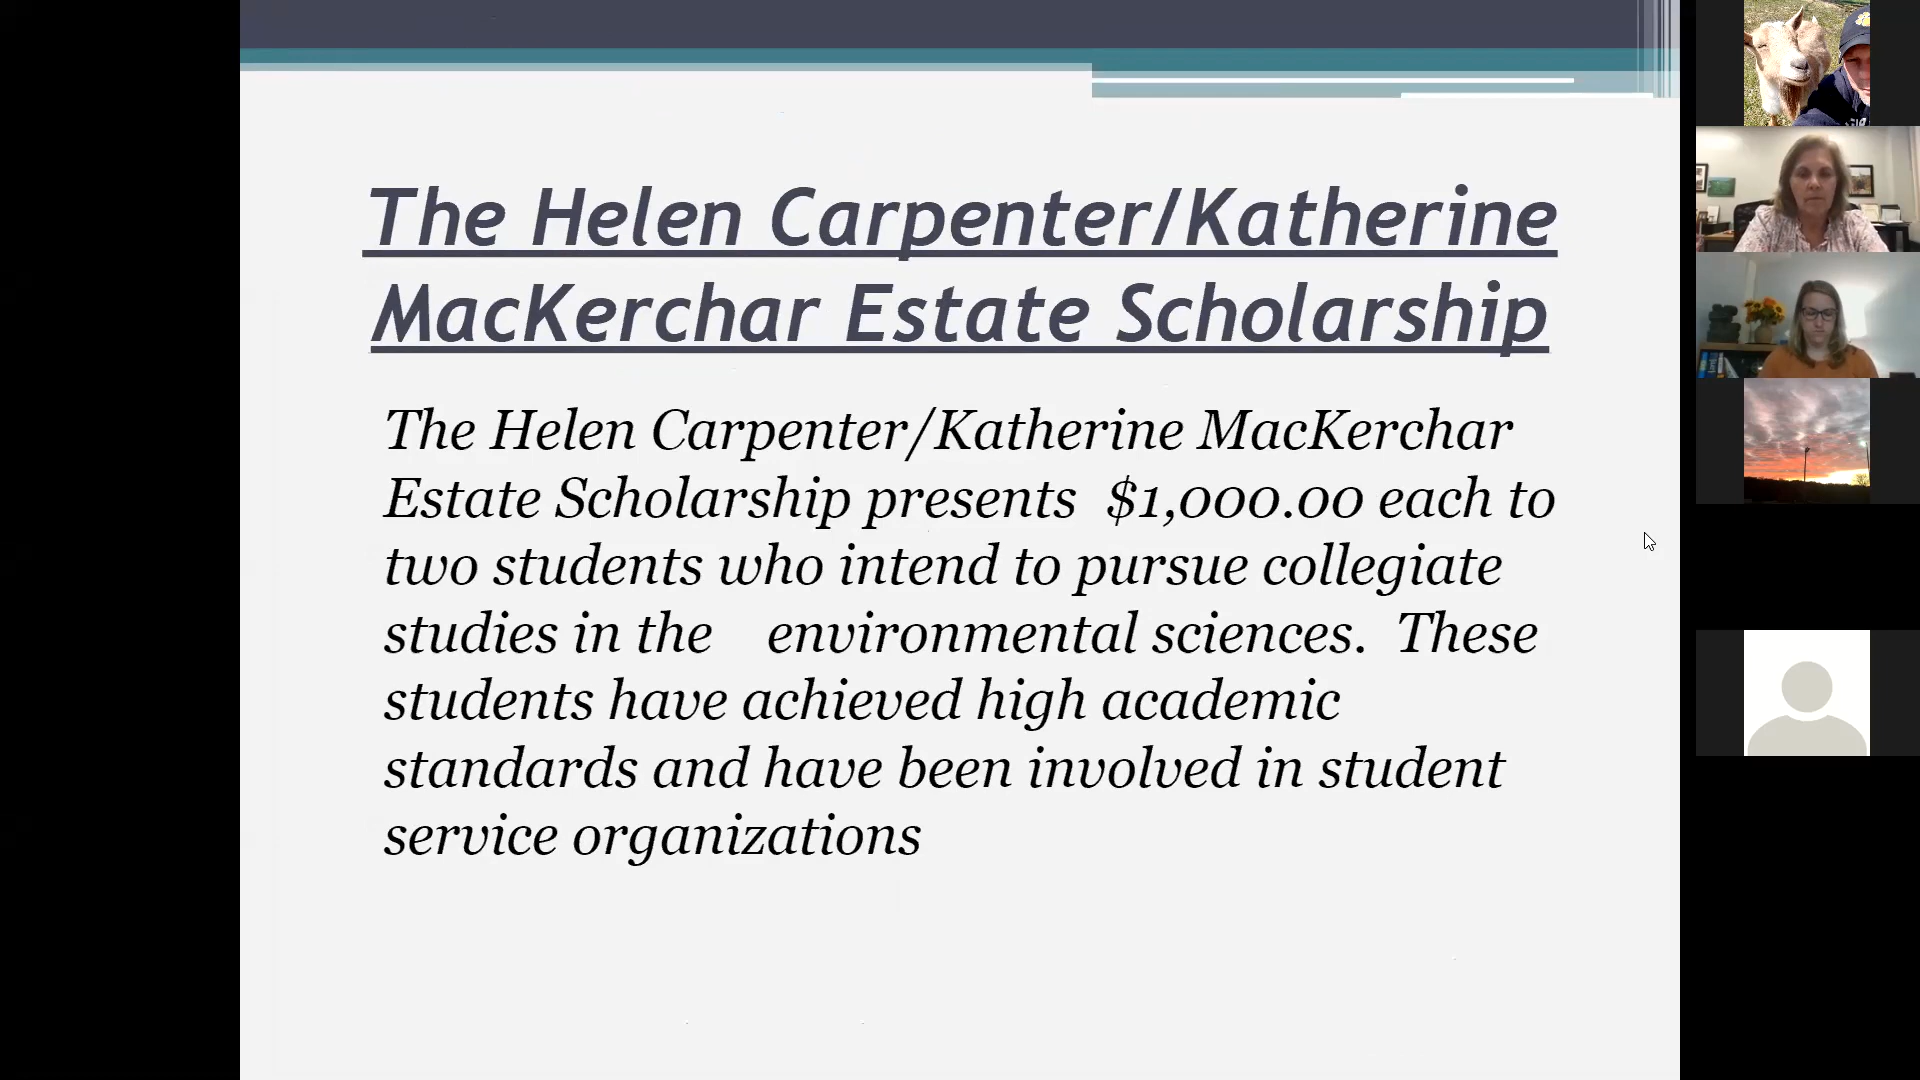 The Helen Carpenter/Katherine
MacKerchar Estate Scholarship
The Helen Carpenter/Katherine MacKerchar
Estate Scholarship presents  $1,000.00 each to
two students who intend to pursue collegiate
studies in the    environmental sciences.  These
students have achieved high academic
standards and have been involved in student
service organizations